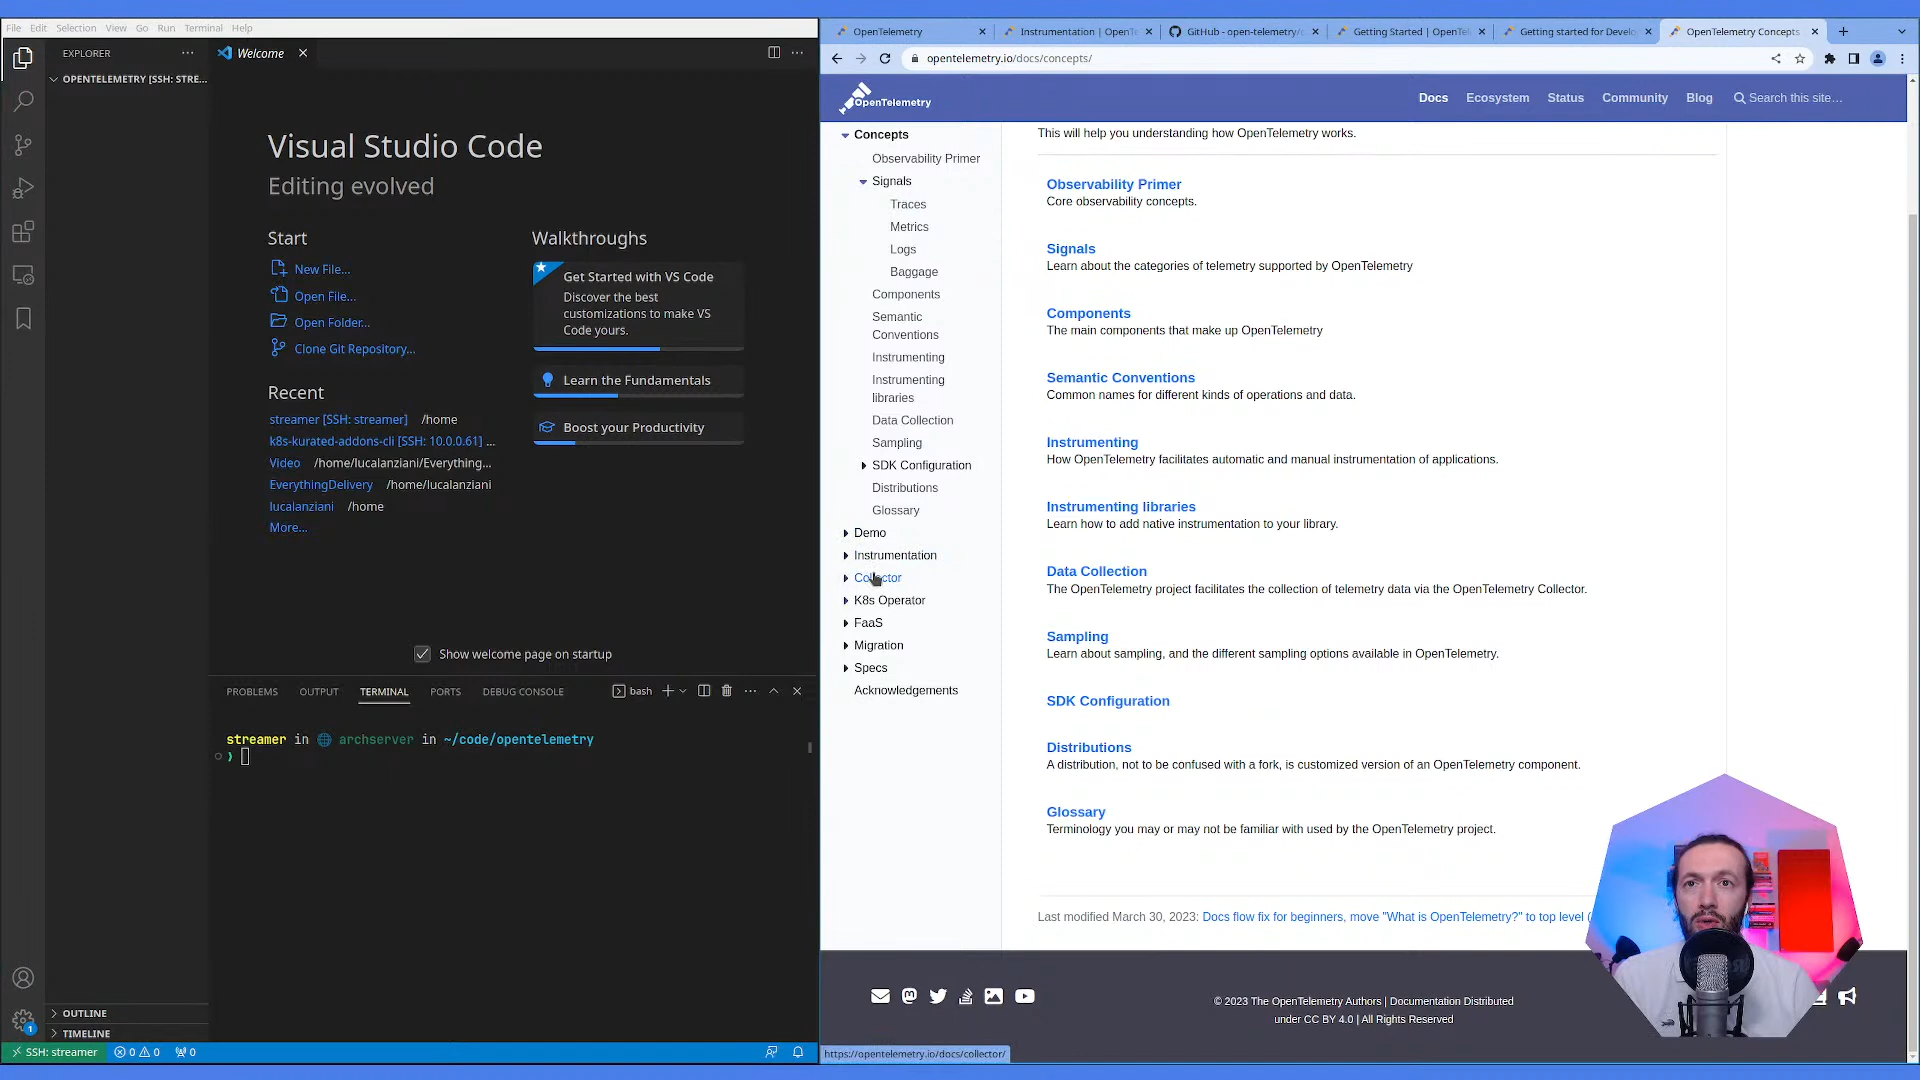 File Edit Selection View Go Run Terminal Help
EXPLORER
OPENTELEMETRY [SSH: STRE...
Welcome
Visual Studio Code
Editing evolved
Start
New File...
Open File...
Open Folder...
Clone Git Repository...
Recent
streamer [SSH: streamer] /home
k8s-kurated-addons-cli [SSH: 10.0.0.61] ...
Video /home/lucalanziani/Everything...
EverythingDelivery /home/lucalanziani
lucalanziani /home
More...
Walkthroughs
Get Started with VS Code
Discover the best
customizations to make VS
Code yours.
Learn the Fundamentals
Boost your Productivity
Show welcome page on startup
PROBLEMS OUTPUT TERMINAL PORTS DEBUG CONSOLE
bash
streamer in archserver in ~/code/opentelemetry
OUTLINE
TIMELINE
1
SSH: streamer 0 0 0
OpenTelemetry
Instrumentation | OpenT
GitHub - open-telemetry/
Getting Started | OpenTe
Getting started for Develo
OpenTelemetry Concepts
opentelemetry.io/docs/concepts/
OpenTelemetry
Docs Ecosystem Status Community Blog Search this site…
Concepts
Observability Primer
Signals
Traces
Metrics
Logs
Baggage
Components
Semantic
Conventions
Instrumenting
Instrumenting
libraries
Data Collection
Sampling
SDK Configuration
Distributions
Glossary
Demo
Instrumentation
Collector
K8s Operator
FaaS
Migration
Specs
Acknowledgements
This will help you understanding how OpenTelemetry works.
Observability Primer
Core observability concepts.
Signals
Learn about the categories of telemetry supported by OpenTelemetry
Components
The main components that make up OpenTelemetry
Semantic Conventions
Common names for different kinds of operations and data.
Instrumenting
How OpenTelemetry facilitates automatic and manual instrumentation of applications.
Instrumenting libraries
Learn how to add native instrumentation to your library.
Data Collection
The OpenTelemetry project facilitates the collection of telemetry data via the OpenTelemetry Collector.
Sampling
Learn about sampling, and the different sampling options available in OpenTelemetry.
SDK Configuration
Distributions
A distribution, not to be confused with a fork, is customized version of an OpenTelemetry component.
Glossary
Terminology you may or may not be familiar with used by the OpenTelemetry project.
Last modified March 30, 2023: Docs flow fix for beginners, move "What is OpenTelemetry?" to top level (
© 2023 The OpenTelemetry Authors | Documentation Distributed
under CC BY 4.0 | All Rights Reserved
https://opentelemetry.io/docs/collector/